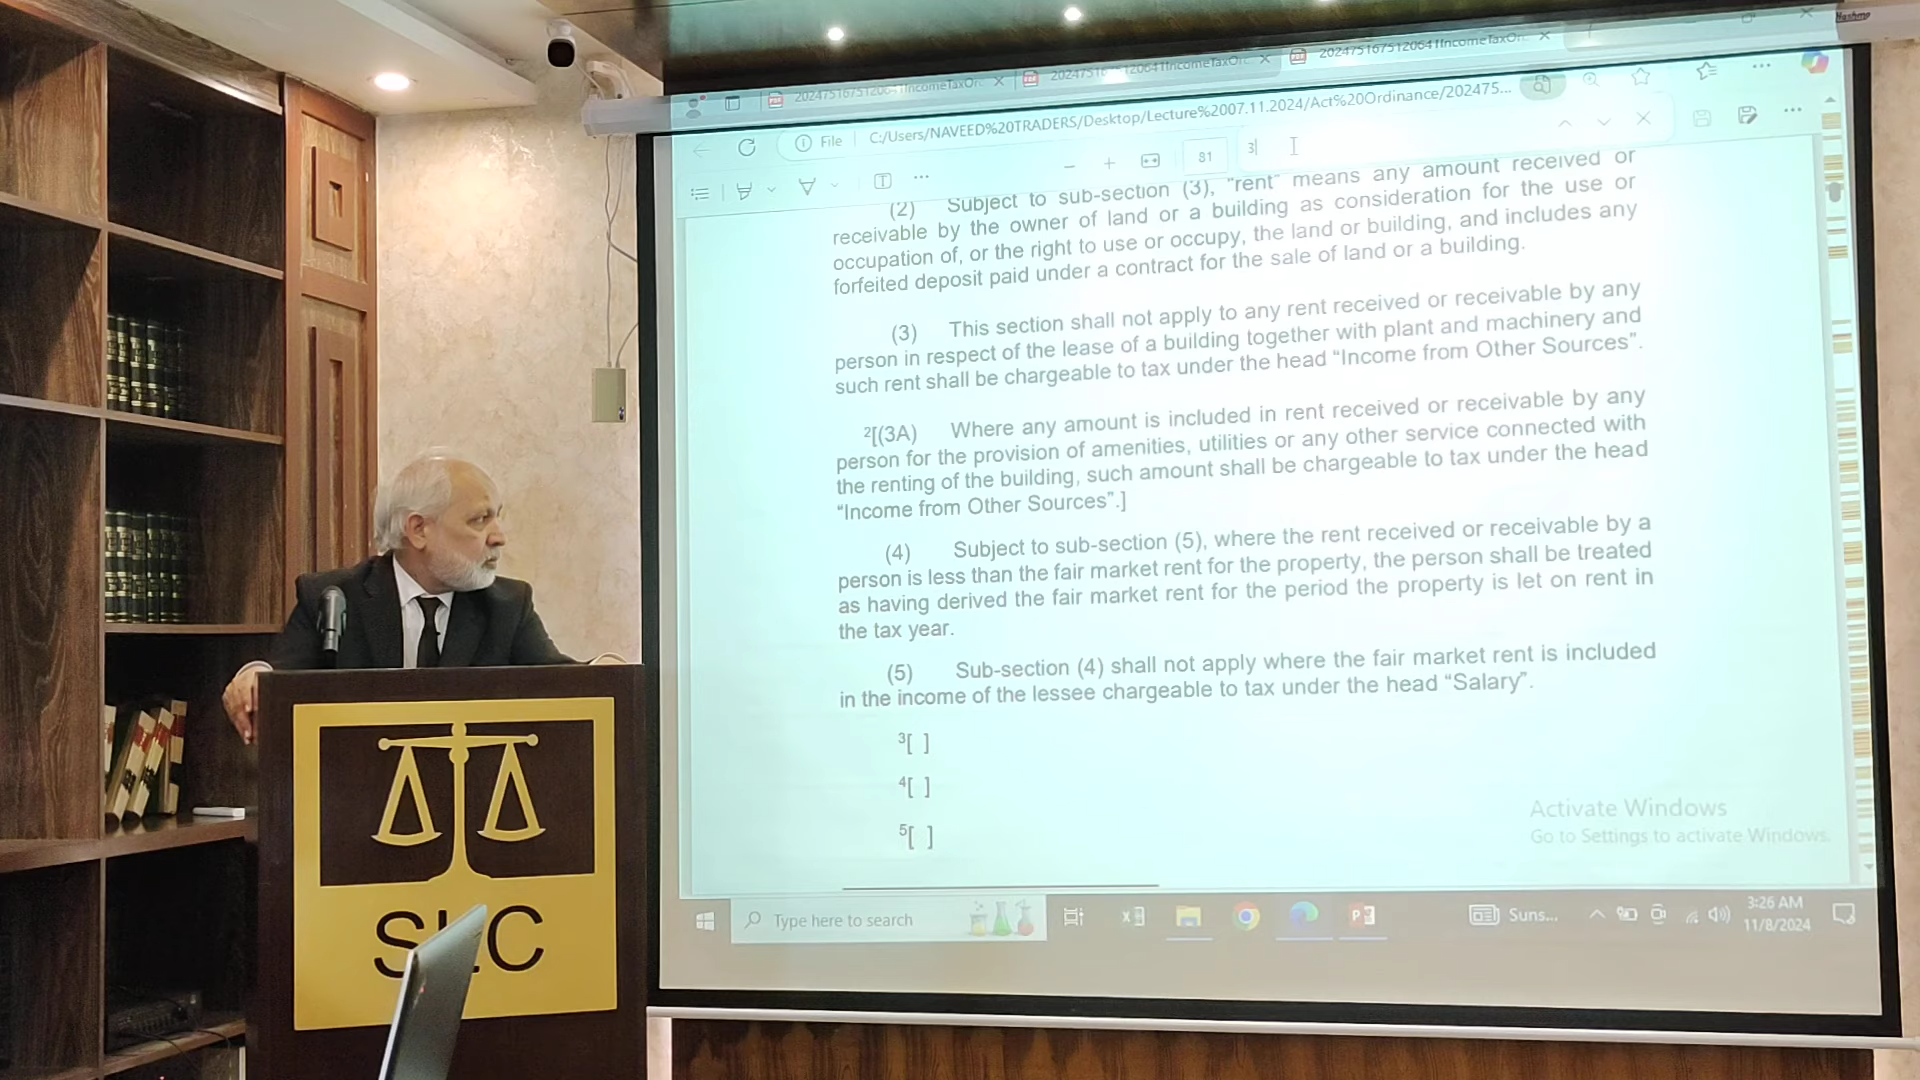 Hashmo
202475167512064 1IncomeTaxOr
20247516751206411IncomeTaxOr.
20247516751206411IncomeTaxOr.
File
C:/Users/NAVEED%20TRADERS/Desktop/Lecture%2007.11.2024/Act%20Ordinance/202475...
81
3
(2) Subject to sub-section (3), "rent" means any amount received or
receivable by the owner of land or a building as consideration for the use or
occupation of, or the right to use or occupy, the land or building, and includes any
forfeited deposit paid under a contract for the sale of land or a building.
(3) This section shall not apply to any rent received or receivable by any
person in respect of the lease of a building together with plant and machinery and
such rent shall be chargeable to tax under the head “Income from Other Sources”.
2[(3A) Where any amount is included in rent received or receivable by any
person for the provision of amenities, utilities or any other service connected with
the renting of the building, such amount shall be chargeable to tax under the head
“Income from Other Sources”.]
(4) Subject to sub-section (5), where the rent received or receivable by a
person is less than the fair market rent for the property, the person shall be treated
as having derived the fair market rent for the period the property is let on rent in
the tax year.
(5) Sub-section (4) shall not apply where the fair market rent is included
in the income of the lessee chargeable to tax under the head “Salary”.
3[ ]
4[ ]
5[ ]
Activate Windows
Go to Settings to activate Windows.
Type here to search
Suns...
3:26 AM
11/8/2024
SLC